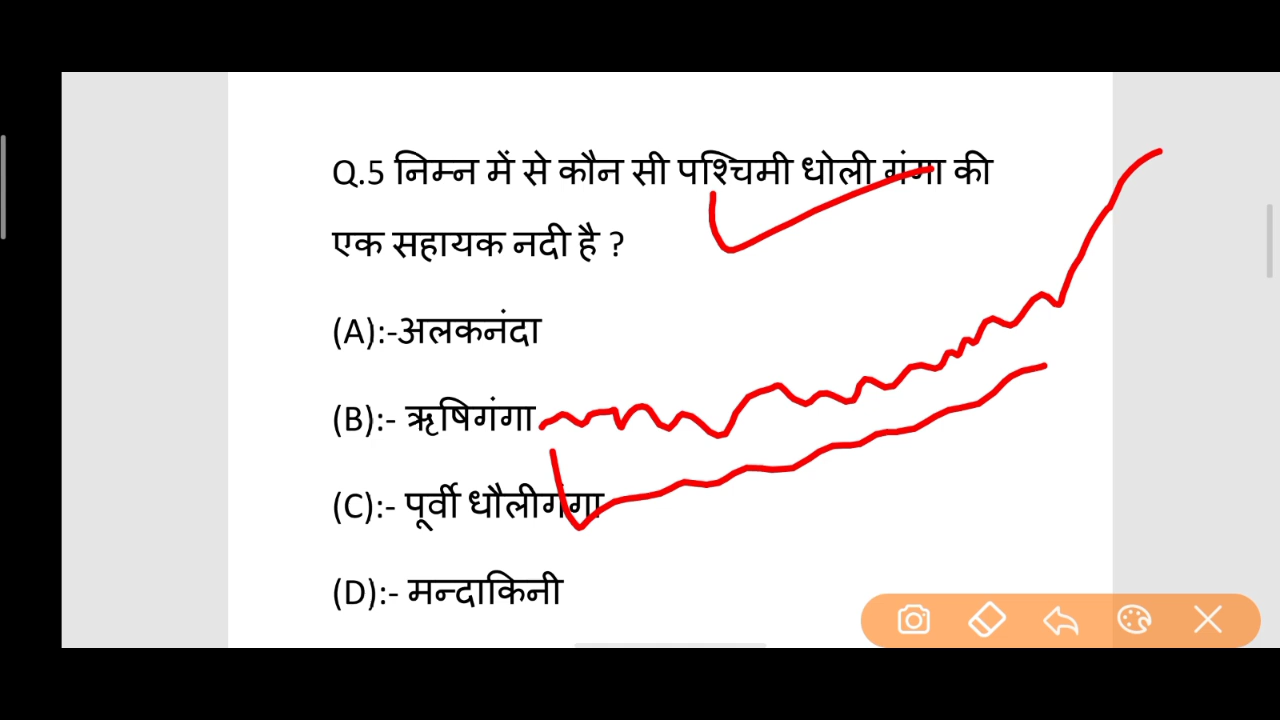 Q.5 निम्न में से कौन सी पश्चिमी धोली गंगा की
एक सहायक नदी है ?
(A):-अलकनंदा
(B):- ऋषिगंगा
(C):- पूर्वी धौलीगंगा
(D):- मन्दाकिनी